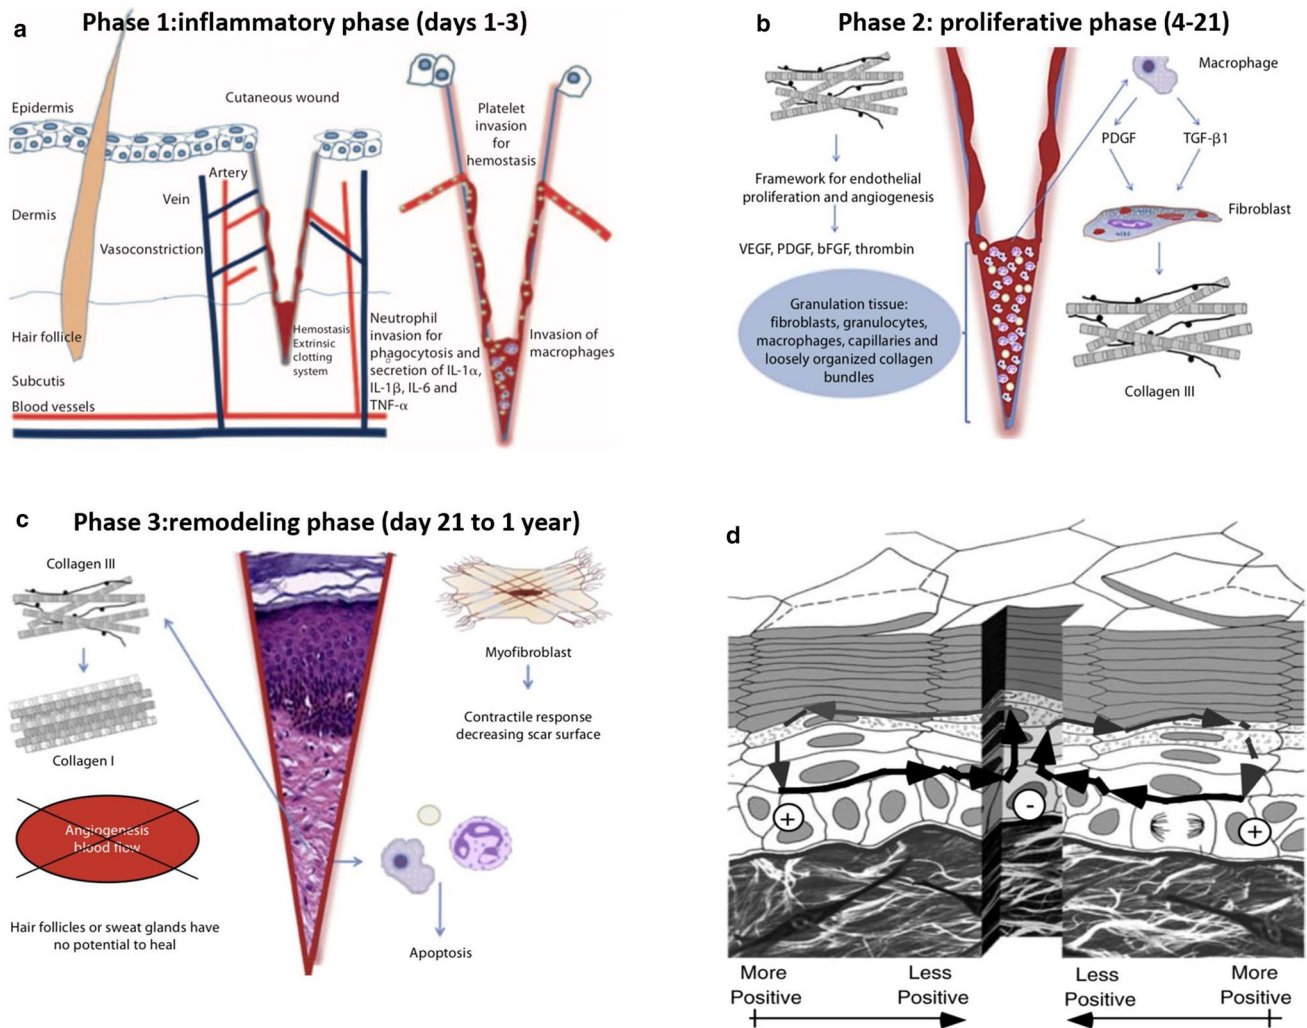 a
Phase 1:inflammatory phase (days 1-3)
Epidermis
Cutaneous wound
Platelet
invasion
for
hemostasis
Artery
Vein
Dermis
Vasoconstriction
Hair follicle
Hemostasis
Extrinsic
clotting
system
Neutrophil
invasion for
phagocytosis and
secretion of IL-1α,
IL-1β, IL-6 and
TNF-α
Invasion of
macrophages
Subcutis
Blood vessels
b
Phase 2: proliferative phase (4-21)
Macrophage
PDGF
TGF-β1
Framework for endothelial
proliferation and angiogenesis
Fibroblast
VEGF, PDGF, bFGF, thrombin
Granulation tissue:
fibroblasts, granulocytes,
macrophages, capillaries and
loosely organized collagen
bundles
Collagen III
c
Phase 3:remodeling phase (day 21 to 1 year)
Collagen III
Myofibroblast
Contractile response
decreasing scar surface
Collagen I
Angiogenesis
blood flow
Hair follicles or sweat glands have
no potential to heal
Apoptosis
d
+
-
+
More
Positive
Less
Positive
Less
Positive
More
Positive